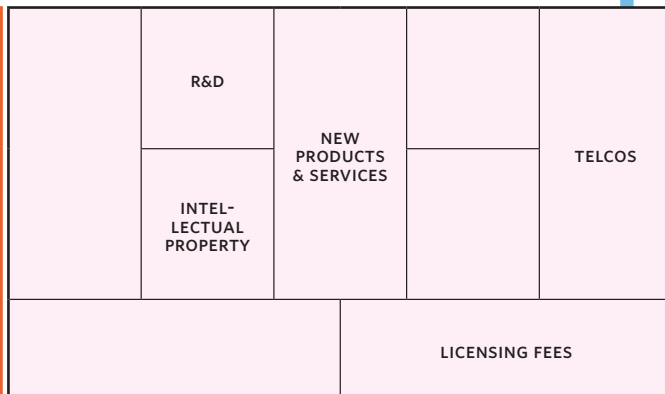 R&D
NEW
PRODUCTS
& SERVICES
TELCOS
INTEL-
LECTUAL
PROPERTY
LICENSING FEES